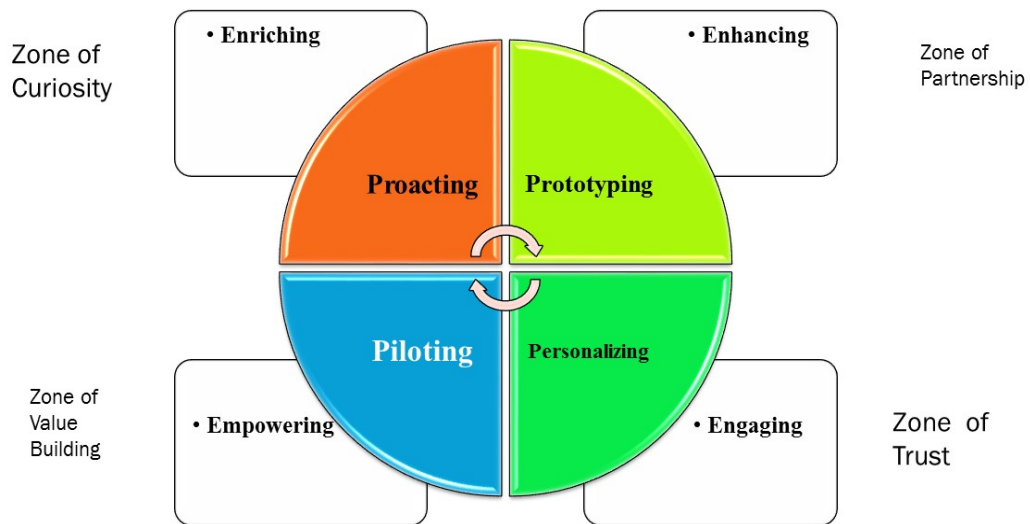 Zone of
Curiosity
• Enriching
• Enhancing
Zone of
Partnership
Proacting
Prototyping
Piloting
Personalizing
Zone of
Value
Building
• Empowering
• Engaging
Zone of
Trust